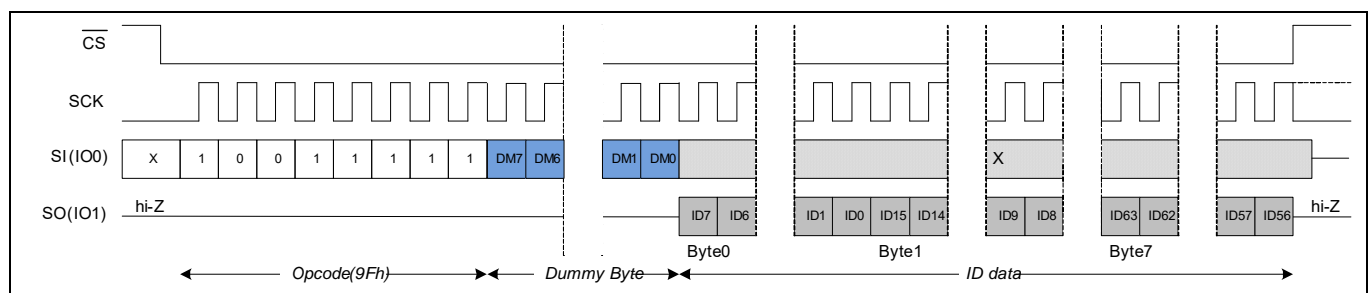 CS
SCK
SI(IO0) X 1 0 0 1 1 1 1 1 DM7 DM6 DM1 DM0 X
SO(IO1) hi-Z ID7 ID6 ID1 ID0 ID15 ID14 ID9 ID8 ID63 ID62 ID57 ID56 hi-Z
Byte0 Byte1 Byte7
Opcode(9Fh) Dummy Byte ID data